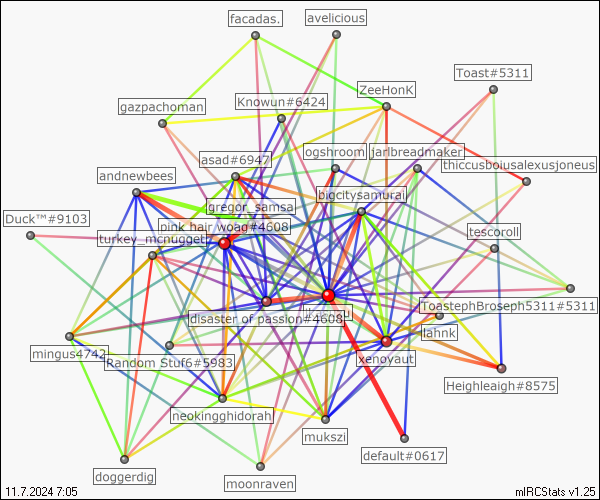 facadas.
avelicious
Toast#5311
ZeeHonK
Knowun#6424
gazpachoman
ogshroom
jarlbreadmaker
asad#6947
thiccusboiusalexusjoneus
andnewbees
bigcitysamurai
gregor_samsa
Duck™#9103
pink hair woag#4608
turkey_mcnugget
tescoroll
ToastephBroseph5311#5311
disaster of passion#4608
lahnk
mingus4742
Random Stuf6#5983
xenoyaut
Heighleaigh#8575
neokingghidorah
mukszi
default#0617
doggerdig
moonraven
11.7.2024 7:05
mIRCStats v1.25